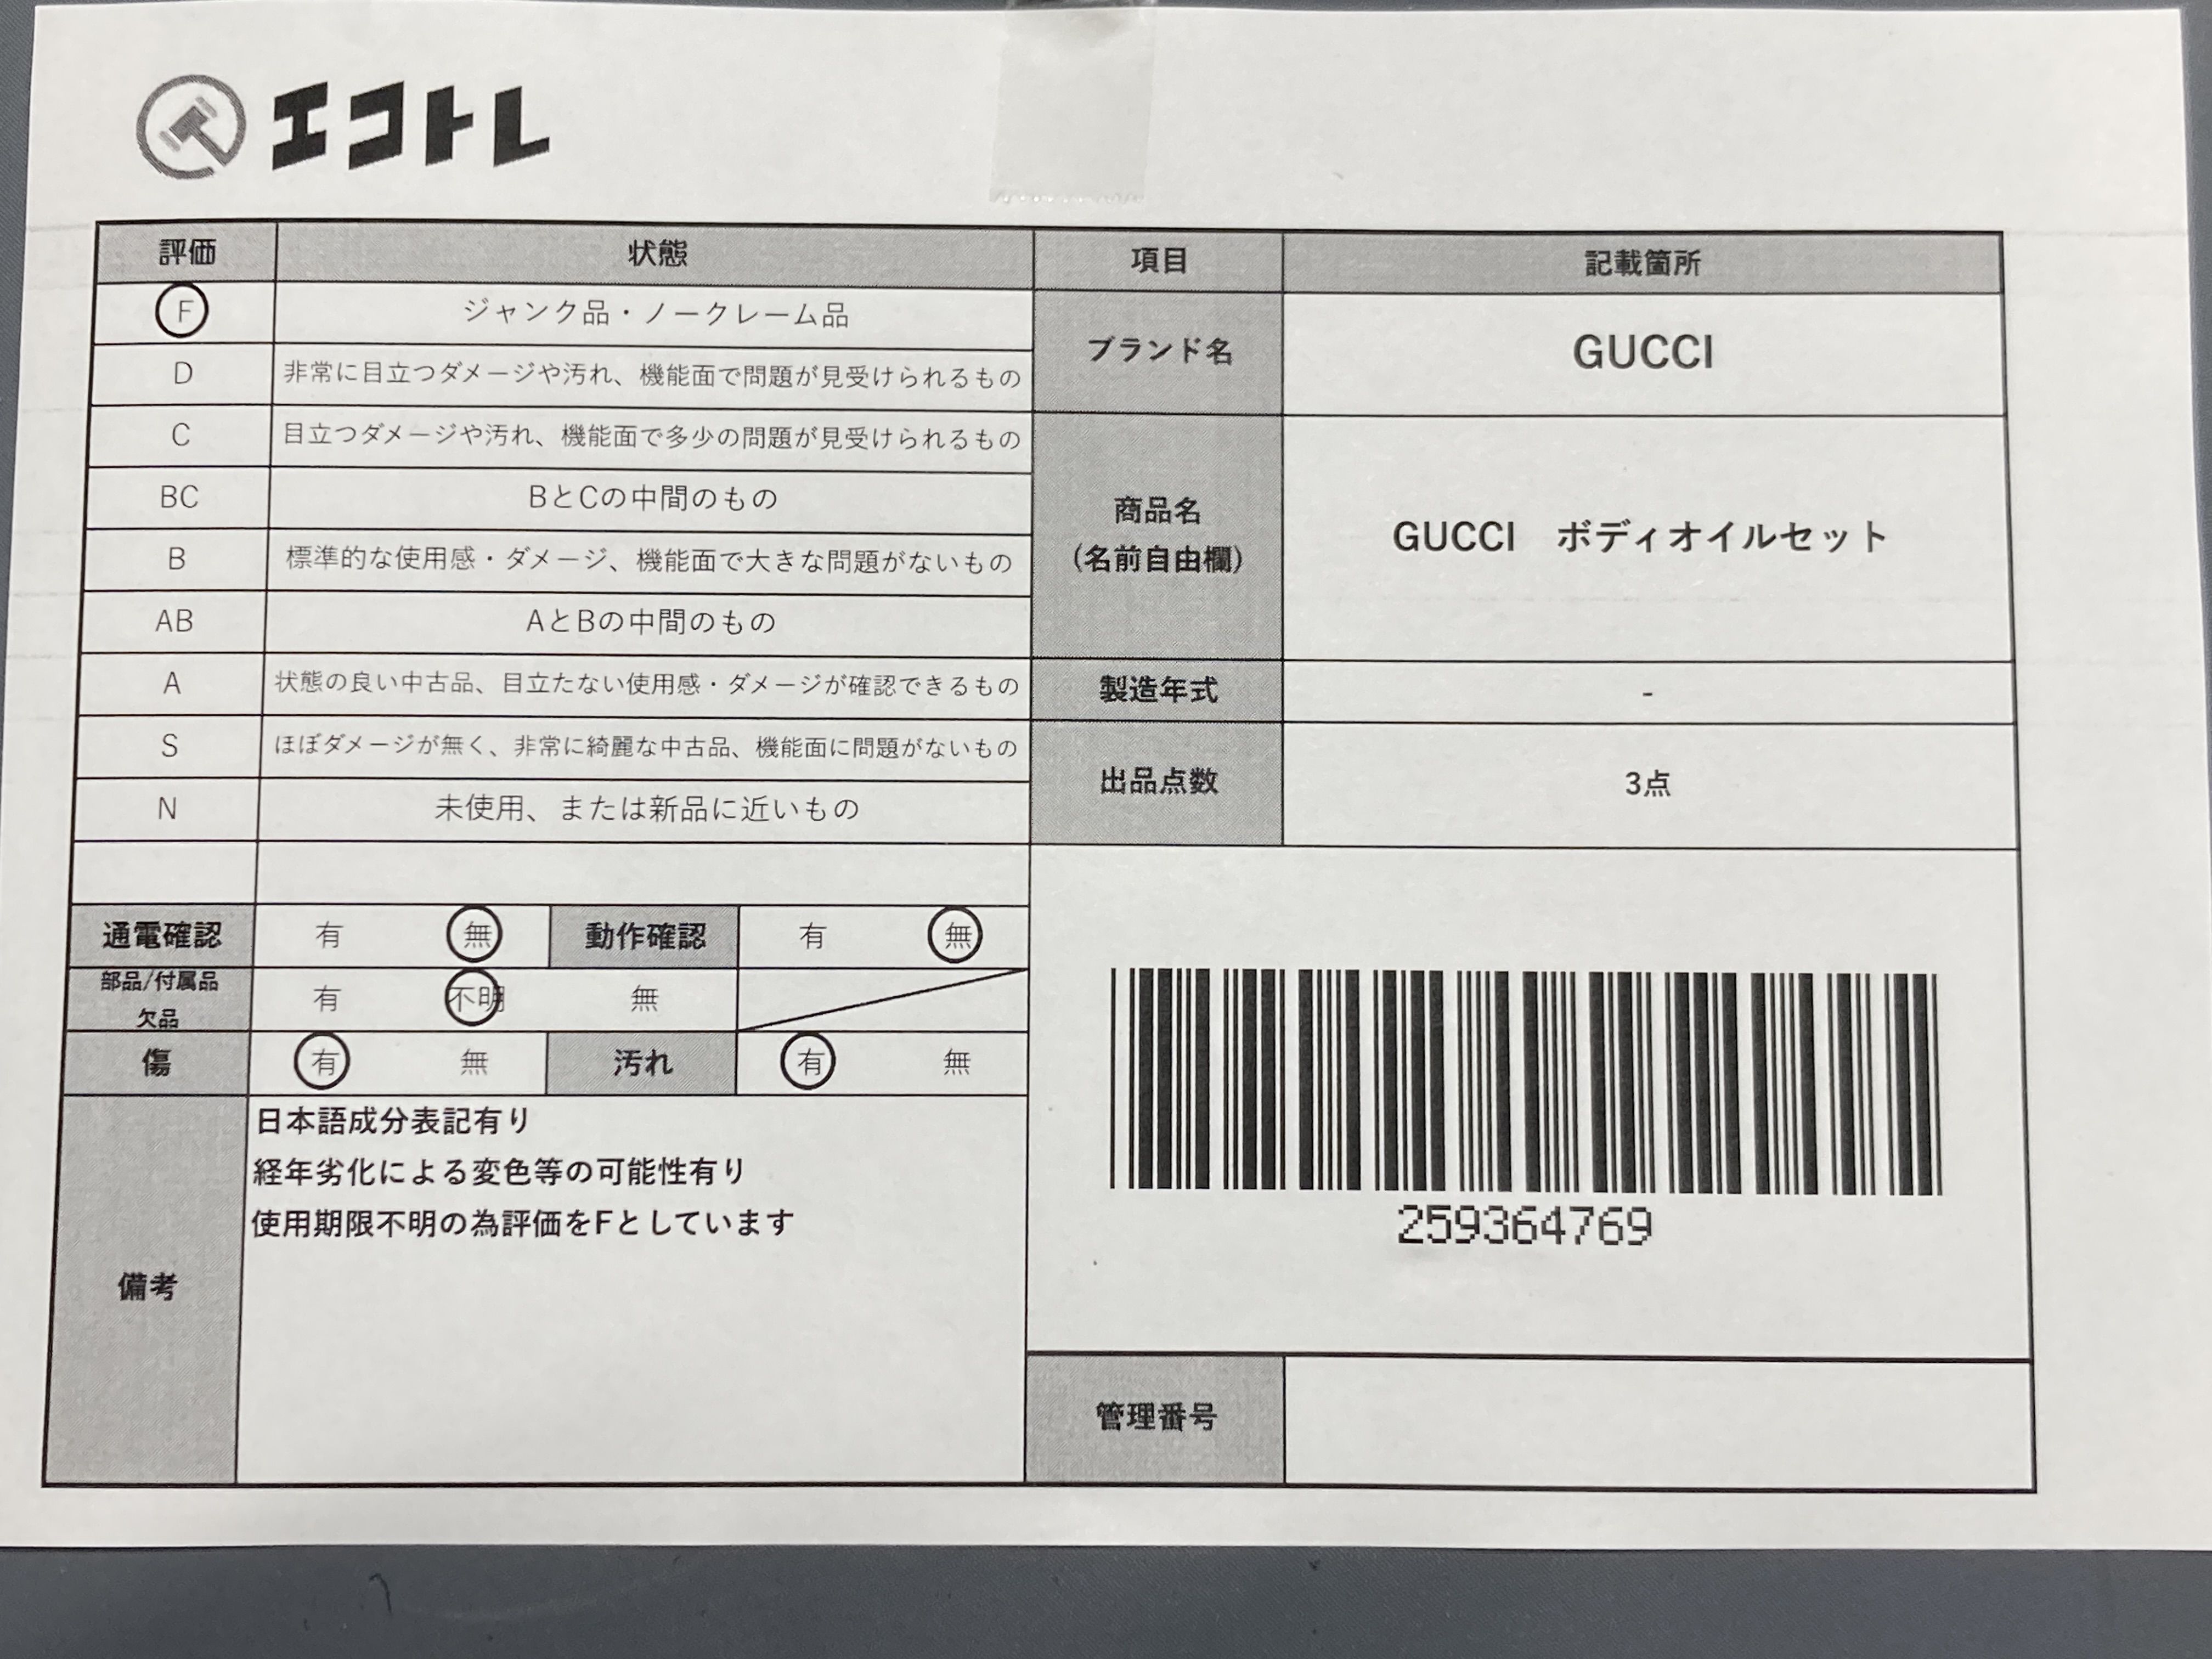 エコトレ
評価 状態 項目 記載箇所
F ジャンク品・ノークレーム品
D 非常に目立つダメージや汚れ、機能面で問題が見受けられるもの
ブランド名 GUCCI
C 目立つダメージや汚れ、機能面で多少の問題が見受けられるもの
BC BとCの中間のもの
B 標準的な使用感・ダメージ、機能面で大きな問題がないもの
商品名
(名前自由欄)
GUCCI ボディオイルセット
AB AとBの中間のもの
A 状態の良い中古品、目立たない使用感・ダメージが確認できるもの
製造年式 -
S ほぼダメージが無く、非常に綺麗な中古品、機能面に問題がないもの
N 未使用、または新品に近いもの
出品点数 3点
通電確認 有 無 動作確認 有 無
部品/付属品
欠品
有 不明 無
傷 有 無 汚れ 有 無
備考
日本語成分表記有り
経年劣化による変色等の可能性有り
使用期限不明の為評価をFとしています
259364769
管理番号